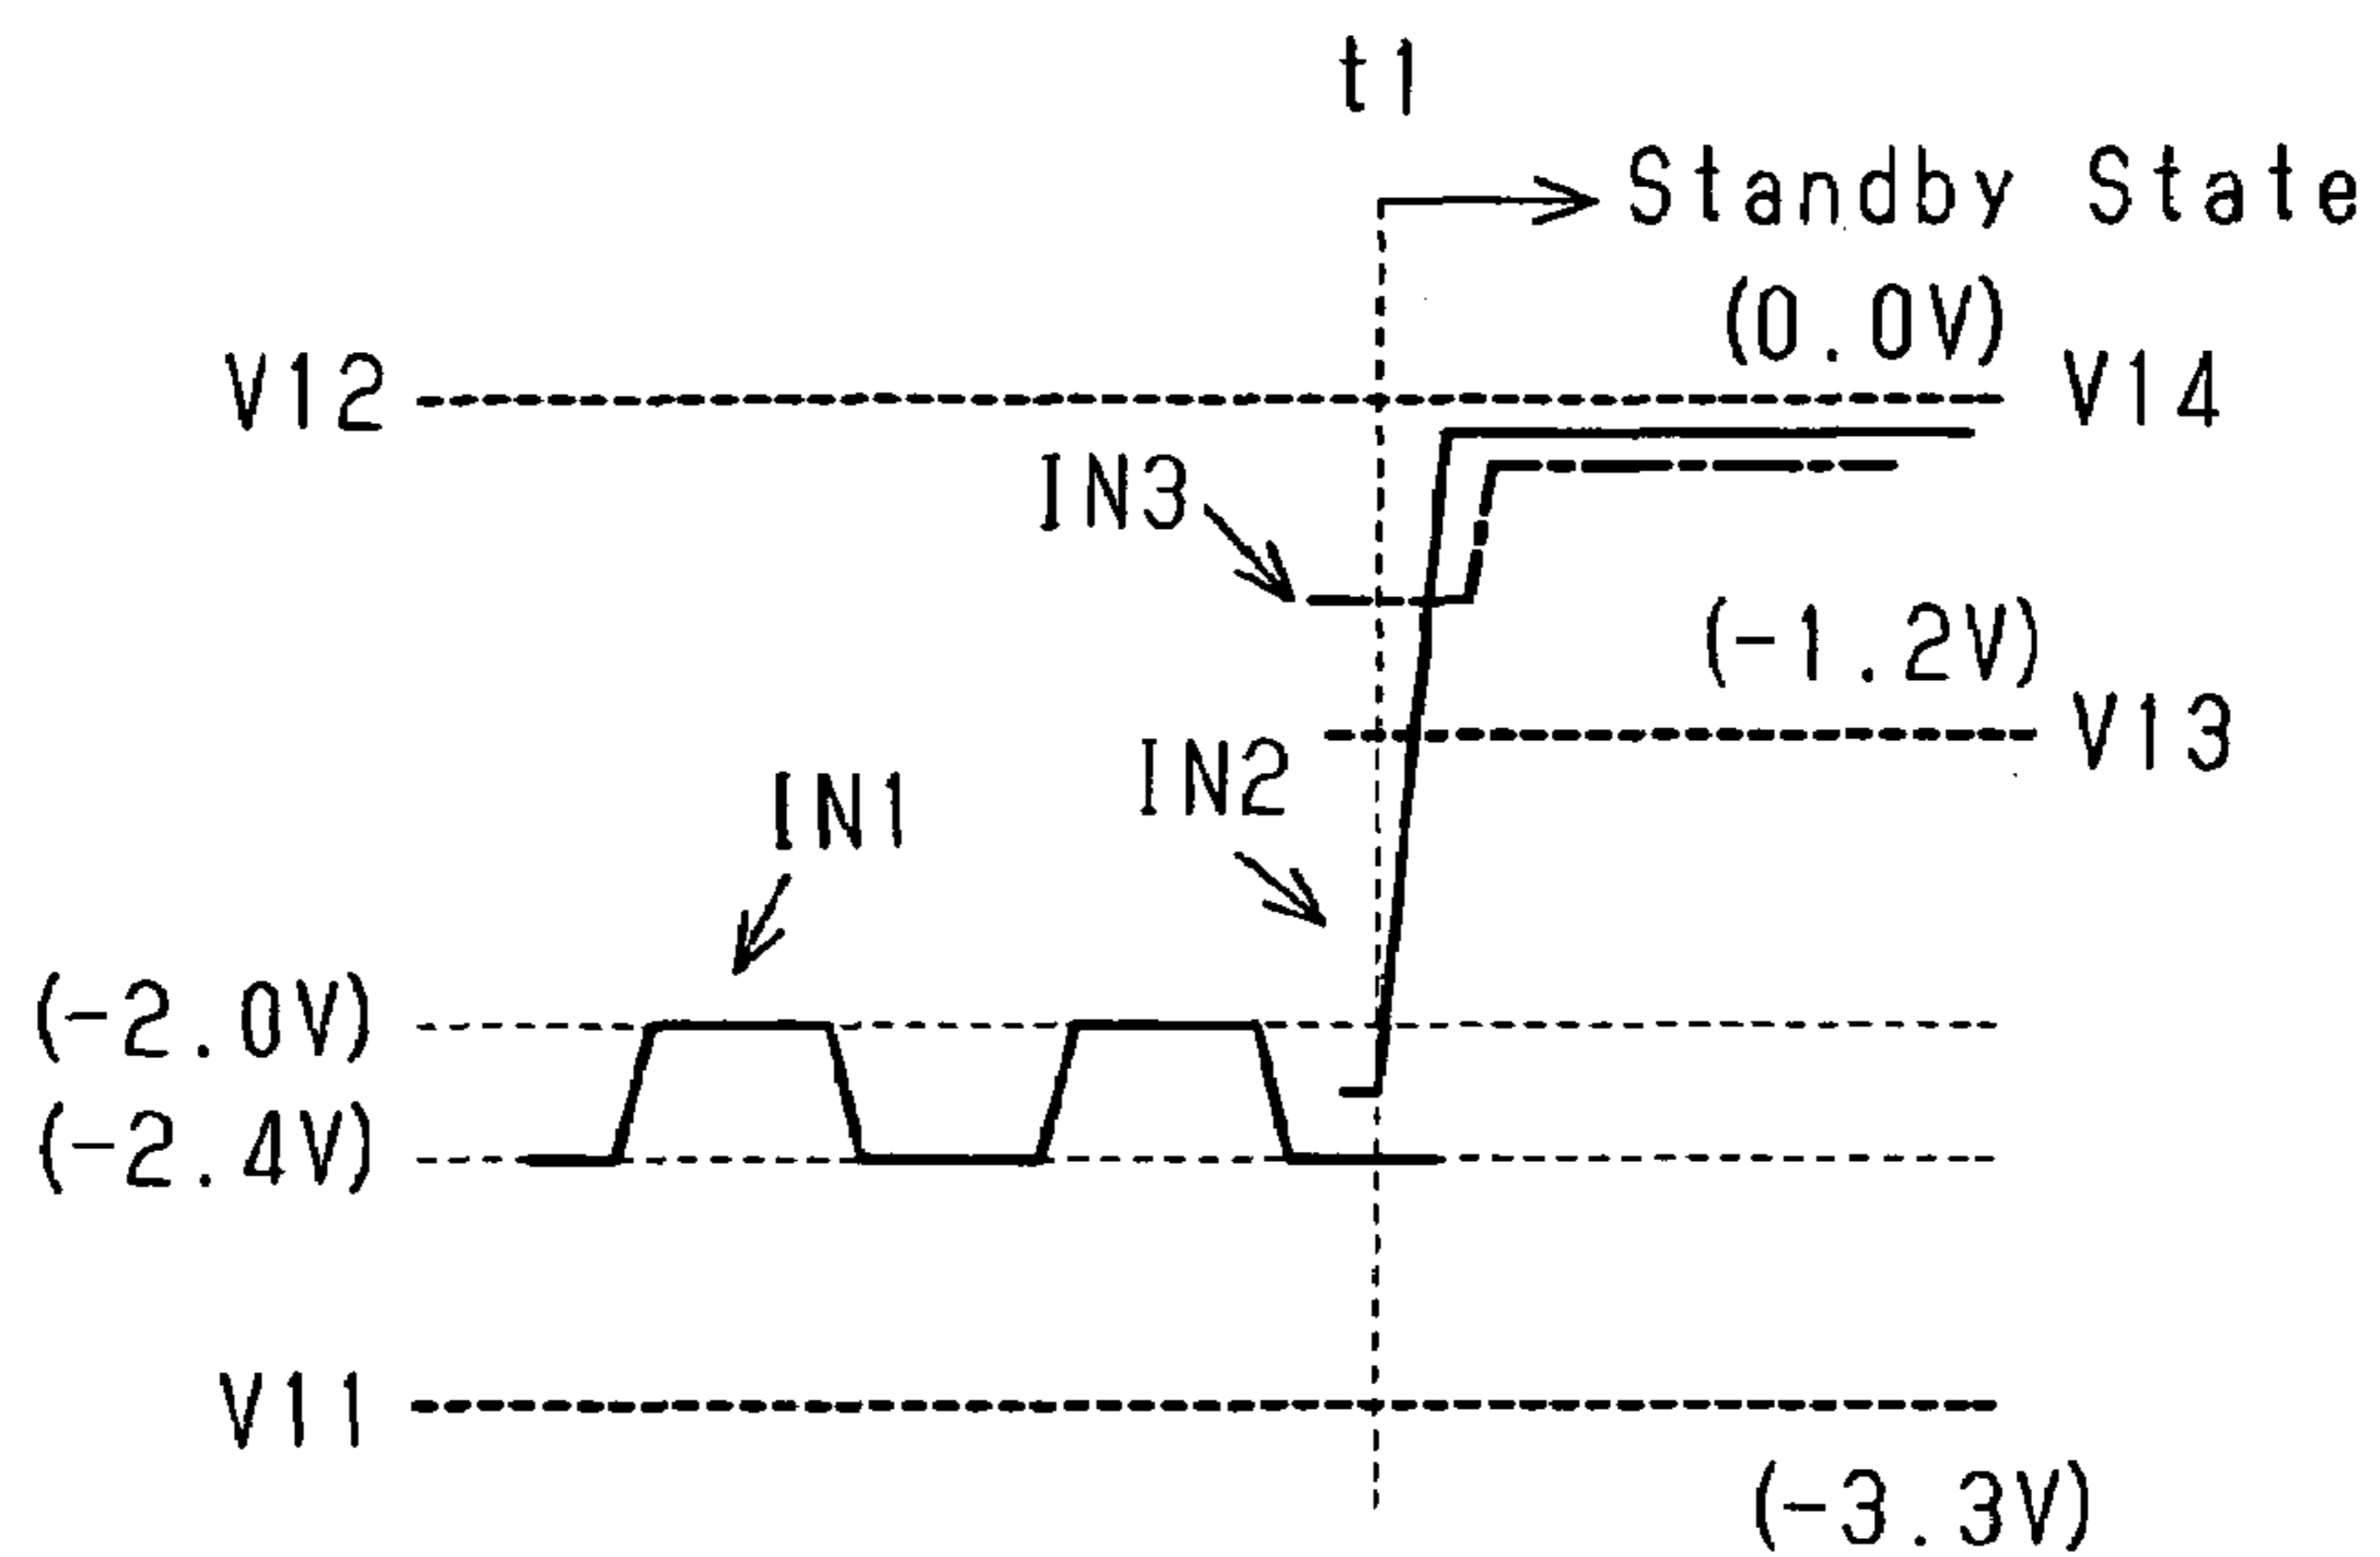 t1
Standby State
(0.0V)
V12
V14
IN3
(-1.2V)
V13
IN2
IN1
(-2.0V)
(-2.4V)
V11
(-3.3V)